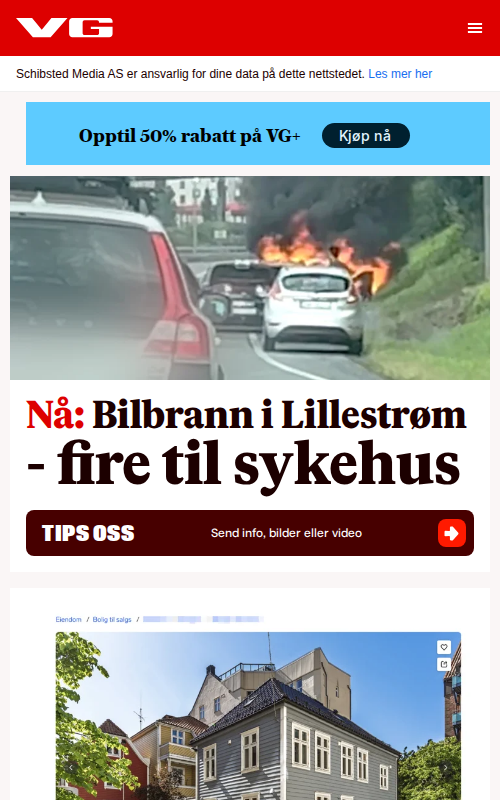 VG
Schibsted Media AS er ansvarlig for dine data på dette nettstedet. Les mer her
Opptil 50% rabatt på VG+
Kjøp nå
Nå: Bilbrann i Lillestrøm
- fire til sykehus
TIPS OSS
Send info, bilder eller video
Eiendom / Bolig til salgs /